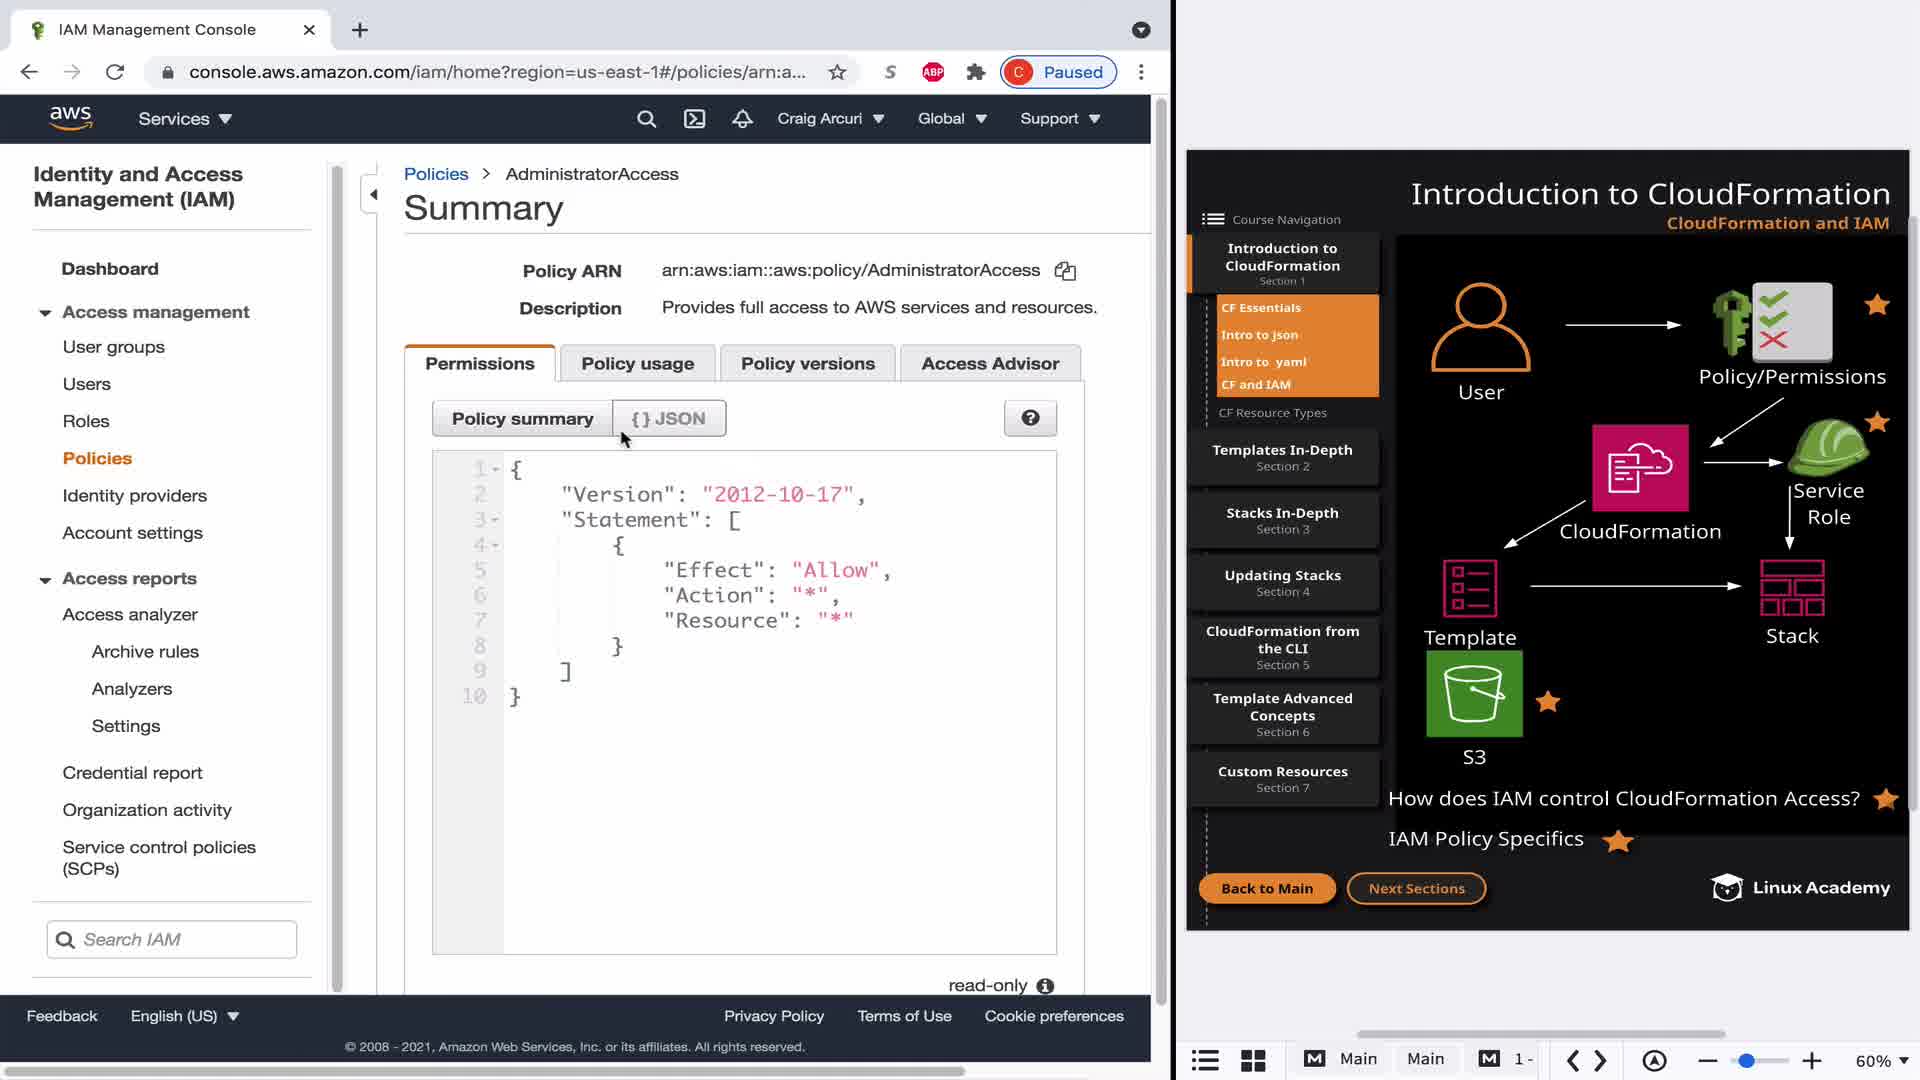 IAM Management Console
console.aws.amazon.com/iam/home?region=us-east-1#/policies/arn:a...
S
ABP
C
Paused
aws
Services
Craig Arcuri
Global
Support
Identity and Access
Management (IAM)
Dashboard
Access management
User groups
Users
Roles
Policies
Identity providers
Account settings
Access reports
Access analyzer
Archive rules
Analyzers
Settings
Credential report
Organization activity
Service control policies
(SCPs)
Search IAM
Policies > AdministratorAccess
Summary
Policy ARN arn:aws:iam::aws:policy/AdministratorAccess
Description Provides full access to AWS services and resources.
Permissions
Policy usage
Policy versions
Access Advisor
Policy summary
{ } JSON
?
1 {
2 "Version": "2012-10-17",
3 "Statement": [
4 {
5 "Effect": "Allow",
6 "Action": "*",
7 "Resource": "*"
8 }
9 ]
10 }
read-only
Feedback
English (US)
Privacy Policy
Terms of Use
Cookie preferences
© 2008 - 2021, Amazon Web Services, Inc. or its affiliates. All rights reserved.
Introduction to CloudFormation
CloudFormation and IAM
Course Navigation
Introduction to
CloudFormation
Section 1
CF Essentials
Intro to Json
Intro to yaml
CF and IAM
CF Resource Types
Templates In-Depth
Section 2
Stacks In-Depth
Section 3
Updating Stacks
Section 4
CloudFormation from
the CLI
Section 5
Template Advanced
Concepts
Section 6
Custom Resources
Section 7
User
Policy/Permissions
CloudFormation
Service
Role
Template
Stack
S3
How does IAM control CloudFormation Access?
IAM Policy Specifics
Back to Main
Next Sections
Linux Academy
M Main
Main
M 1 -
60%